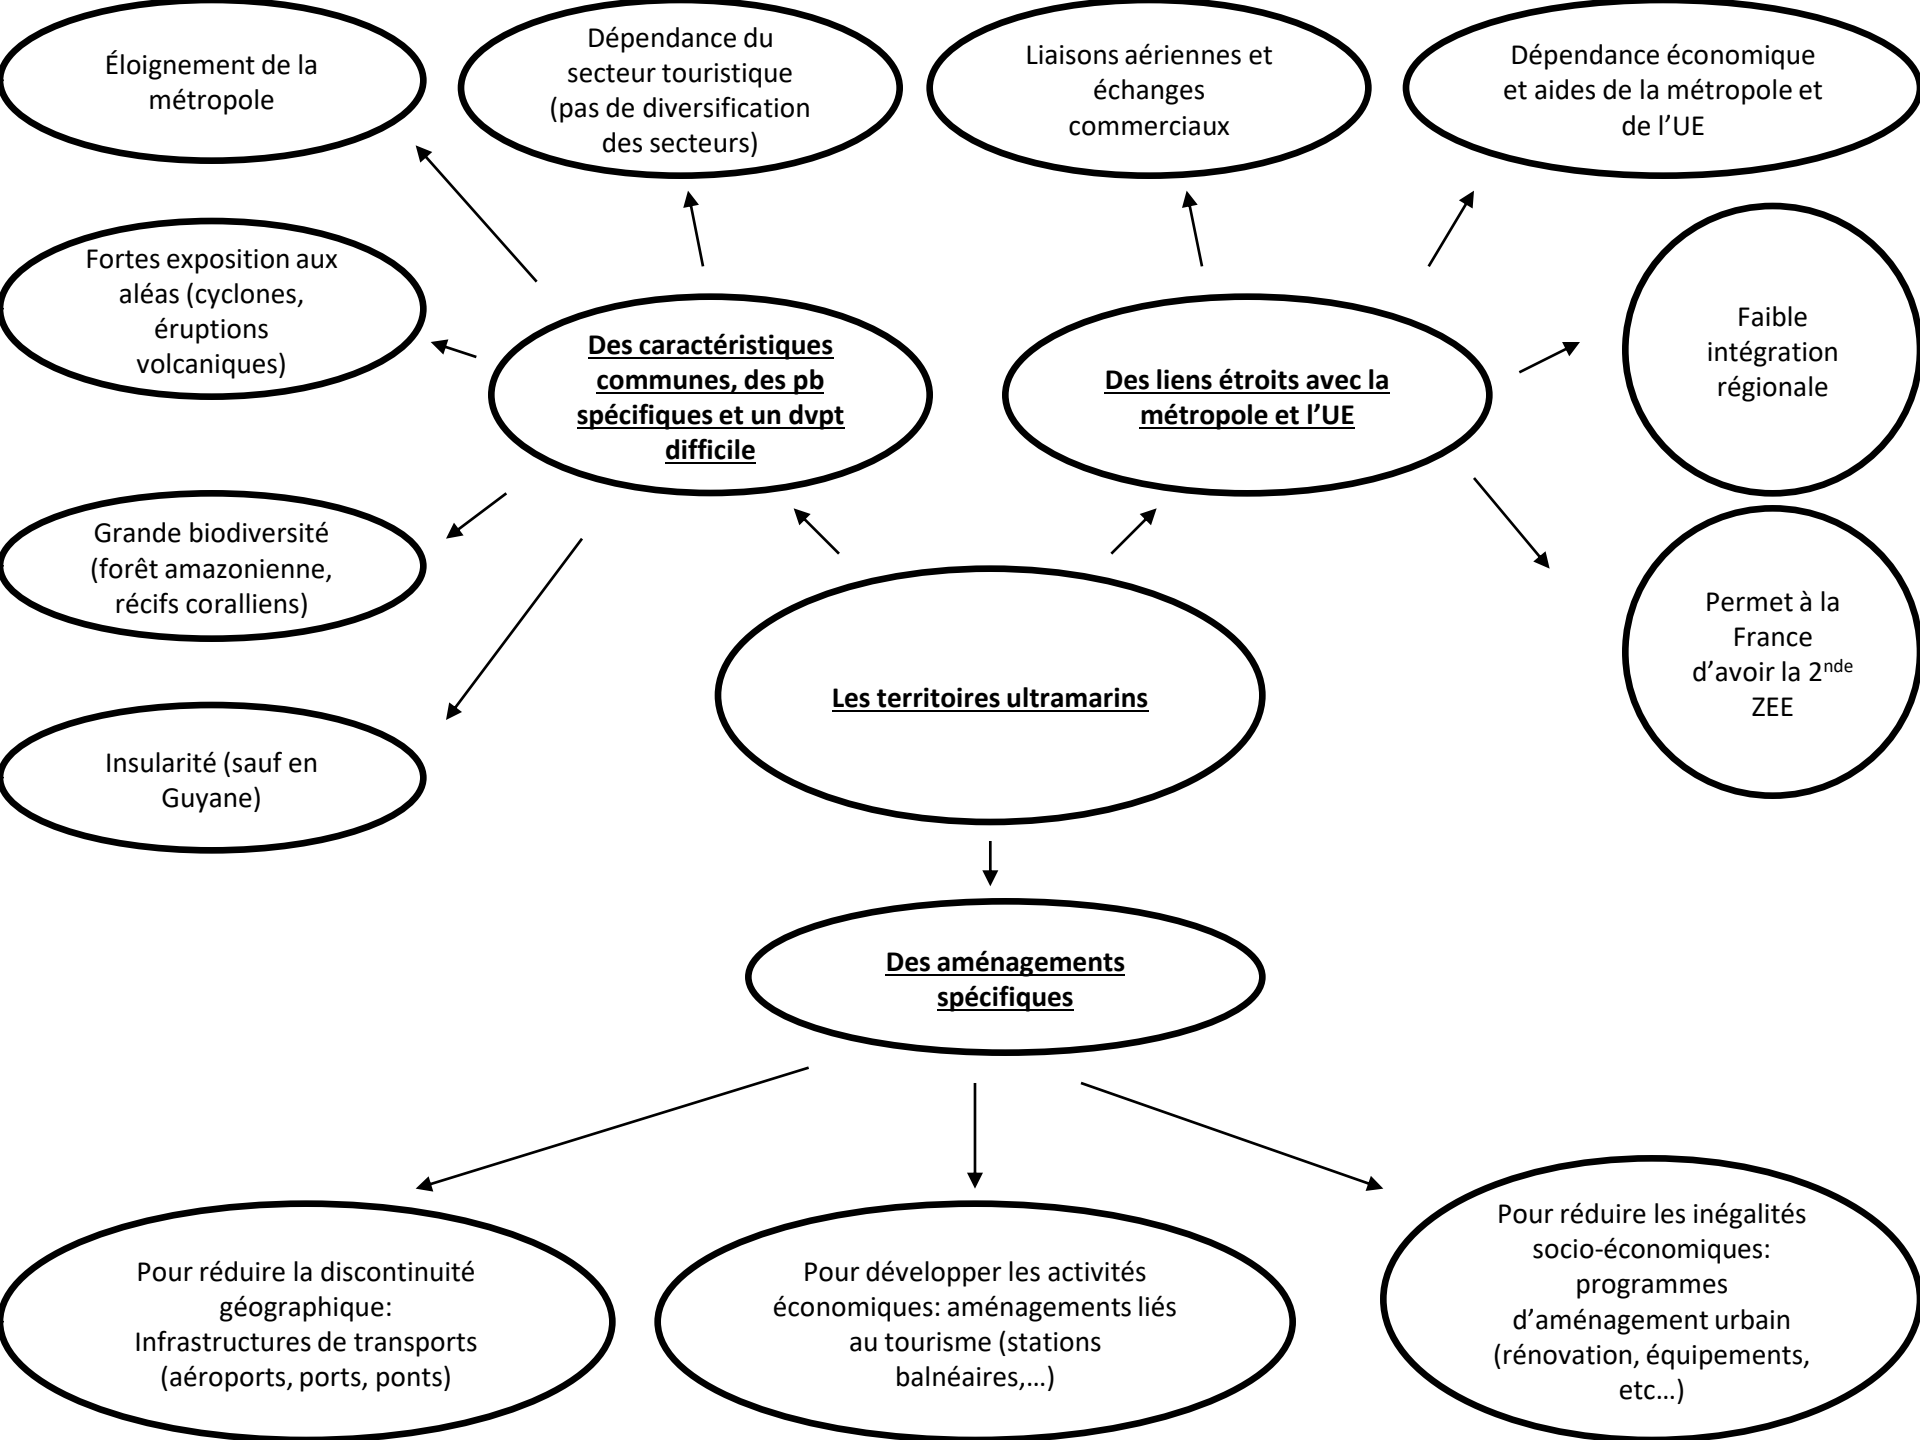 Éloignement de la
métropole
Dépendance du
secteur touristique
(pas de diversification
des secteurs)
Liaisons aériennes et
échanges
commerciaux
Dépendance économique
et aides de la métropole et
de l’UE
Fortes exposition aux
aléas (cyclones,
éruptions
volcaniques)
Des caractéristiques
communes, des pb
spécifiques et un dvpt
difficile
Des liens étroits avec la
métropole et l’UE
Faible
intégration
régionale
Grande biodiversité
(forêt amazonienne,
récifs coralliens)
Permet à la
France
d’avoir la 2nde
ZEE
Les territoires ultramarins
Insularité (sauf en
Guyane)
Des aménagements
spécifiques
Pour réduire la discontinuité
géographique:
Infrastructures de transports
(aéroports, ports, ponts)
Pour développer les activités
économiques: aménagements liés
au tourisme (stations
balnéaires,…)
Pour réduire les inégalités
socio-économiques:
programmes
d’aménagement urbain
(rénovation, équipements,
etc…)